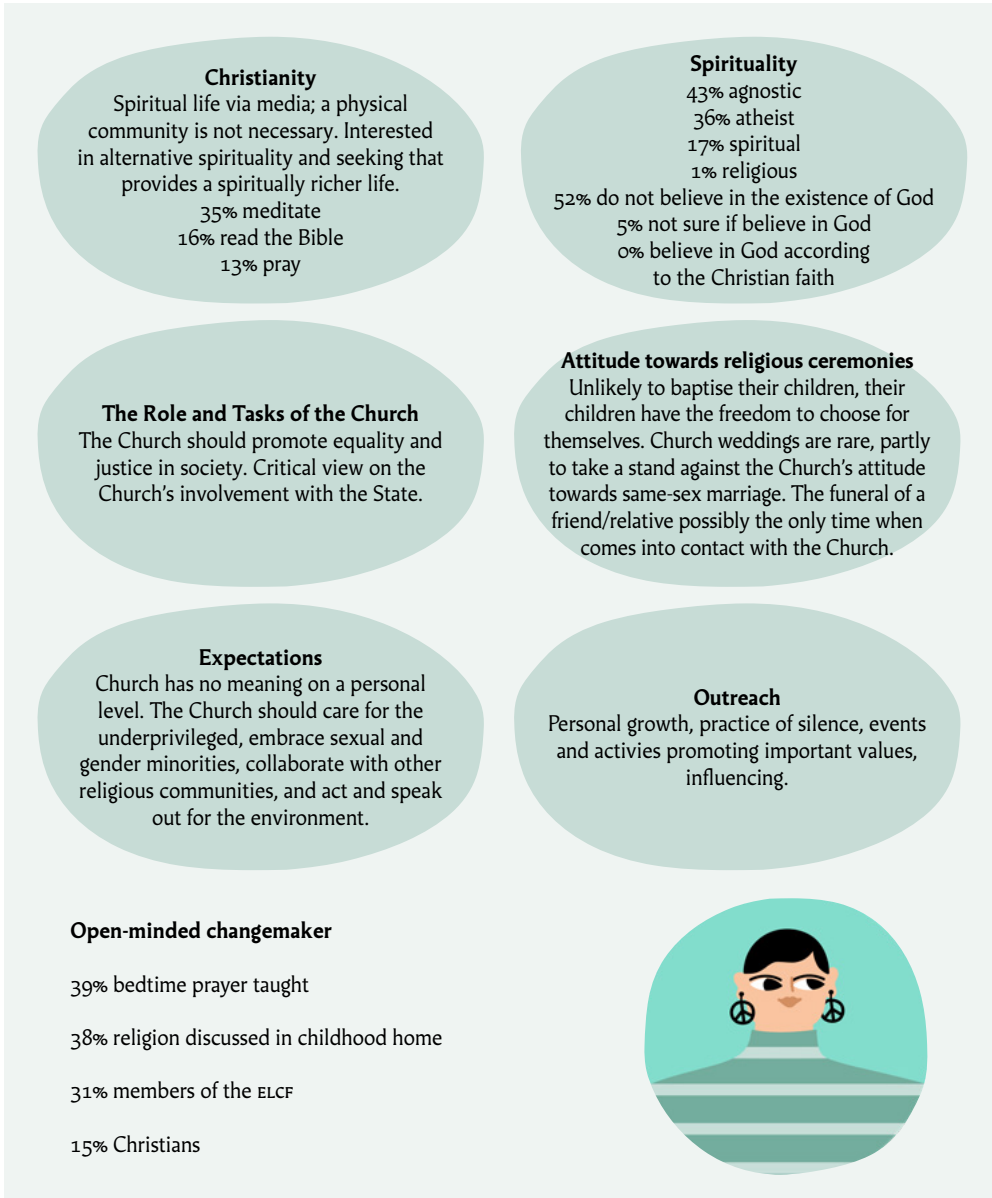 Christianity
Spiritual life via media; a physical
community is not necessary. Interested
in alternative spirituality and seeking that
provides a spiritually richer life.
35% meditate
16% read the Bible
13% pray
Spirituality
43% agnostic
36% atheist
17% spiritual
1% religious
52% do not believe in the existence of God
5% not sure if believe in God
0% believe in God according
to the Christian faith
The Role and Tasks of the Church
The Church should promote equality and
justice in society. Critical view on the
Church’s involvement with the State.
Attitude towards religious ceremonies
Unlikely to baptise their children, their
children have the freedom to choose for
themselves. Church weddings are rare, partly
to take a stand against the Church’s attitude
towards same-sex marriage. The funeral of a
friend/relative possibly the only time when
comes into contact with the Church.
Expectations
Church has no meaning on a personal
level. The Church should care for the
underprivileged, embrace sexual and
gender minorities, collaborate with other
religious communities, and act and speak
out for the environment.
Outreach
Personal growth, practice of silence, events
and activies promoting important values,
influencing.
Open-minded changemaker
39% bedtime prayer taught
38% religion discussed in childhood home
31% members of the ELCF
15% Christians